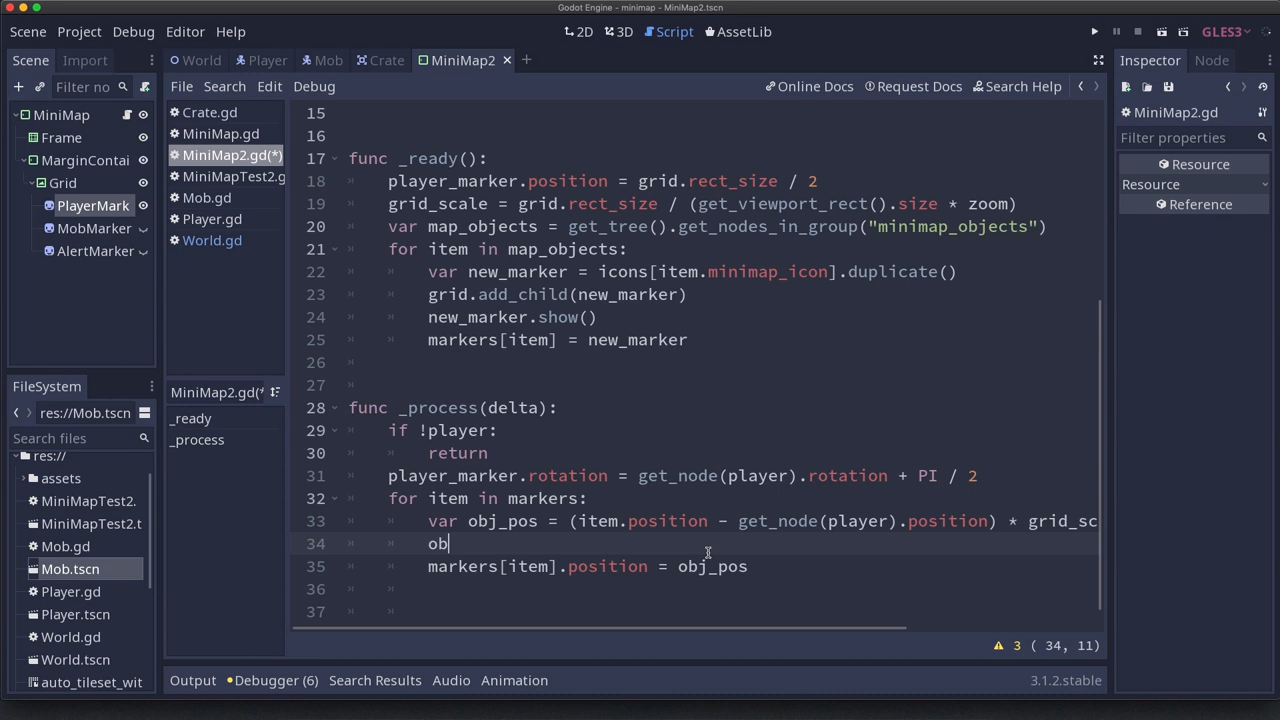 Godot Engine - minimap - MiniMap2.tscn
Scene Project Debug Editor Help 2D 3D Script AssetLib GLES3
Scene Import World Player Mob Crate MiniMap2 Inspector Node
Filter no File Search Edit Debug Online Docs Request Docs Search Help
MiniMap
Frame
MarginContai
Grid
PlayerMark
MobMarker
AlertMarker
FileSystem
res://Mob.tscn
Search files
res://
assets
MiniMapTest2.
MiniMapTest2.t
Mob.gd
Mob.tscn
Player.gd
Player.tscn
World.gd
World.tscn
auto_tileset_wit
Crate.gd
MiniMap.gd
MiniMap2.gd(*)
MiniMapTest2.g
Mob.gd
Player.gd
World.gd
MiniMap2.gd(*
_ready
_process
15
16
17 func _ready():
18 player_marker.position = grid.rect_size / 2
19 grid_scale = grid.rect_size / (get_viewport_rect().size * zoom)
20 var map_objects = get_tree().get_nodes_in_group("minimap_objects")
21 for item in map_objects:
22 var new_marker = icons[item.minimap_icon].duplicate()
23 grid.add_child(new_marker)
24 new_marker.show()
25 markers[item] = new_marker
26
27
28 func _process(delta):
29 if !player:
30 return
31 player_marker.rotation = get_node(player).rotation + PI / 2
32 for item in markers:
33 var obj_pos = (item.position - get_node(player).position) * grid_sc
34 ob
35 markers[item].position = obj_pos
36
37
3 ( 34, 11)
Output Debugger (6) Search Results Audio Animation 3.1.2.stable
MiniMap2.gd
Filter properties
Resource
Resource
Reference